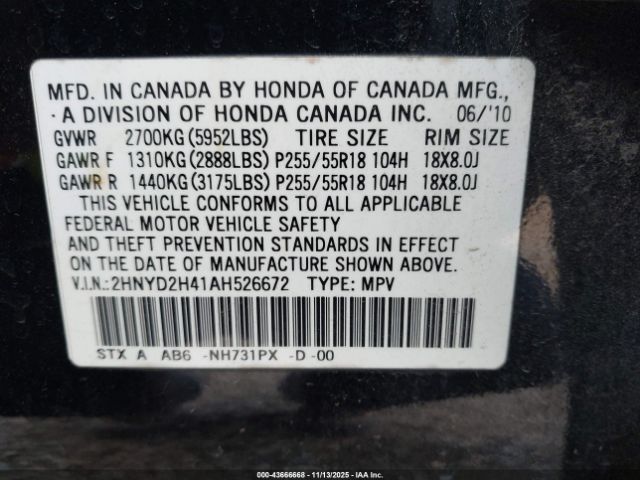 MFD. IN CANADA BY HONDA OF CANADA MFG.,
A DIVISION OF HONDA CANADA INC. 06/'10
GVWR 2700KG(5952LBS) TIRE SIZE RIM SIZE
GAWR F 1310KG(2888LBS) P255/55R18 104H 18X8.0J
GAWR R 1440KG(3175LBS) P255/55R18 104H 18X8.0J
THIS VEHICLE CONFORMS TO ALL APPLICABLE
FEDERAL MOTOR VEHICLE SAFETY
AND THEFT PREVENTION STANDARDS IN EFFECT
ON THE DATE OF MANUFACTURE SHOWN ABOVE.
V.I.N.:2HNYD2H41AH526672 TYPE: MPV
STX A AB6 -NH731PX -D-00
000-43666668 | 11/13/2025 | IAA Inc.